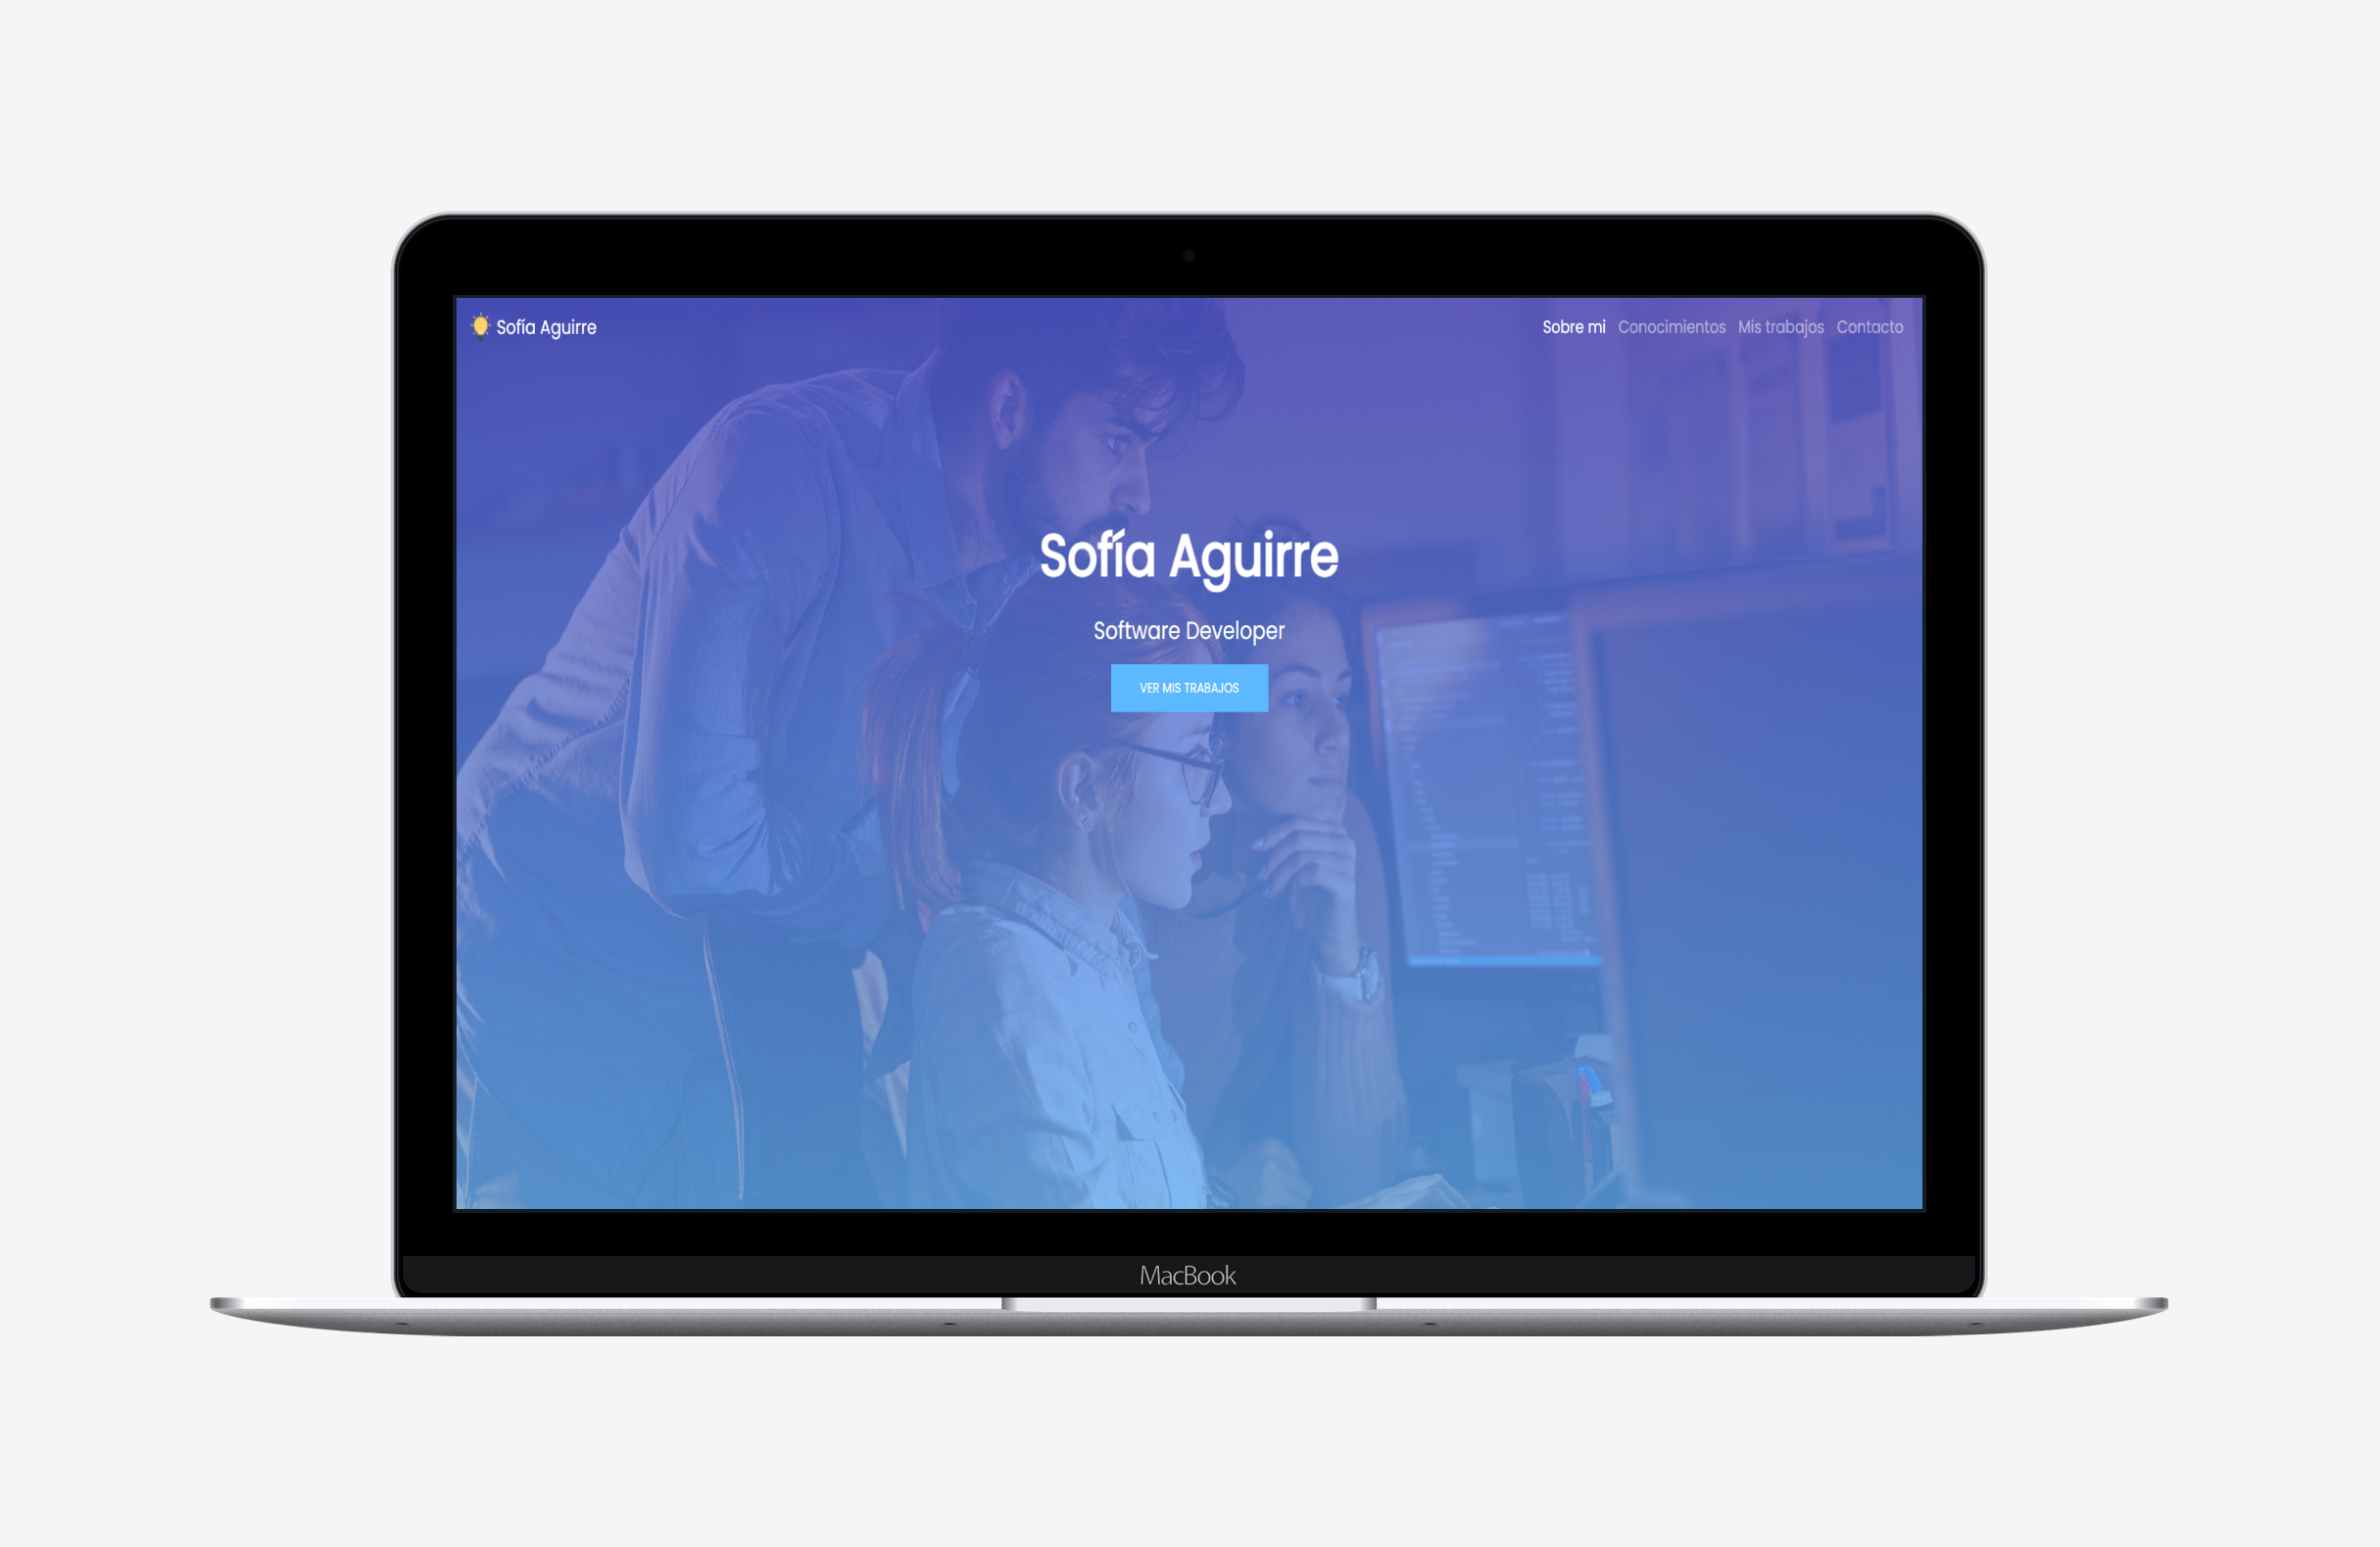 Sofía Aguirre
Sobre mi Conocimientos Mis trabajos Contacto
Sofía Aguirre
Software Developer
VER MIS TRABAJOS
MacBook